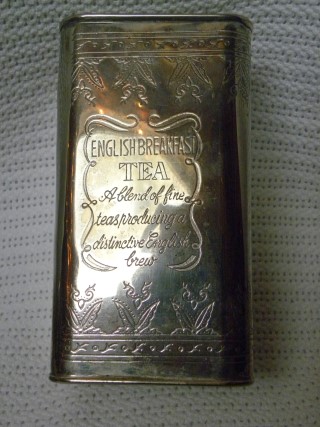 ENGLISH BREAKFAST
TEA
A blend of fine
teas producing a
distinctive English
brew